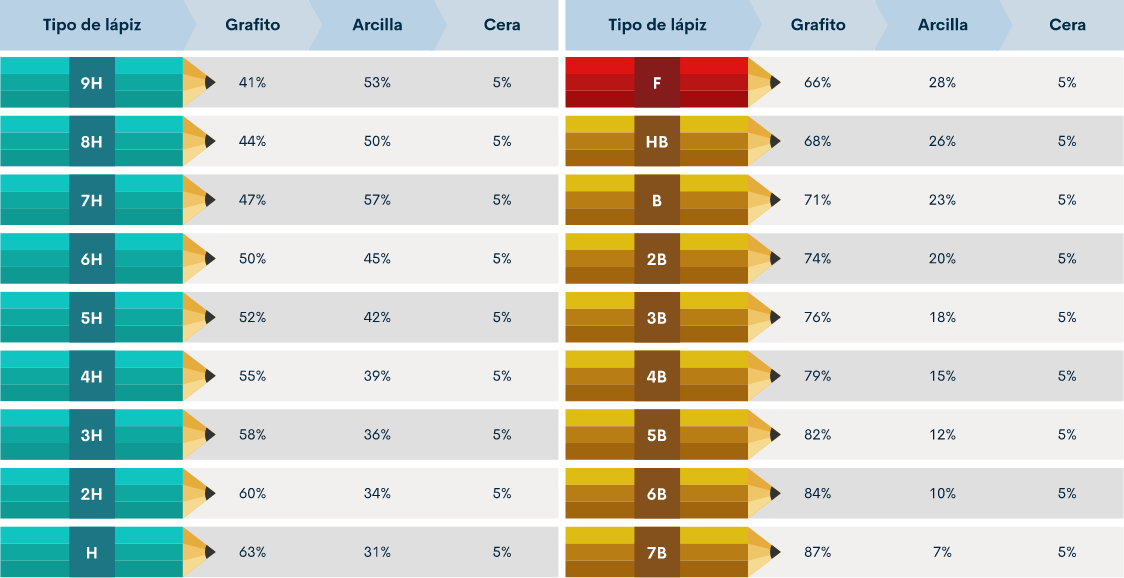 Tipo de lápiz Grafito Arcilla Cera
9H 41% 53% 5%
8H 44% 50% 5%
7H 47% 57% 5%
6H 50% 45% 5%
5H 52% 42% 5%
4H 55% 39% 5%
3H 58% 36% 5%
2H 60% 34% 5%
H 63% 31% 5%
Tipo de lápiz Grafito Arcilla Cera
F 66% 28% 5%
HB 68% 26% 5%
B 71% 23% 5%
2B 74% 20% 5%
3B 76% 18% 5%
4B 79% 15% 5%
5B 82% 12% 5%
6B 84% 10% 5%
7B 87% 7% 5%